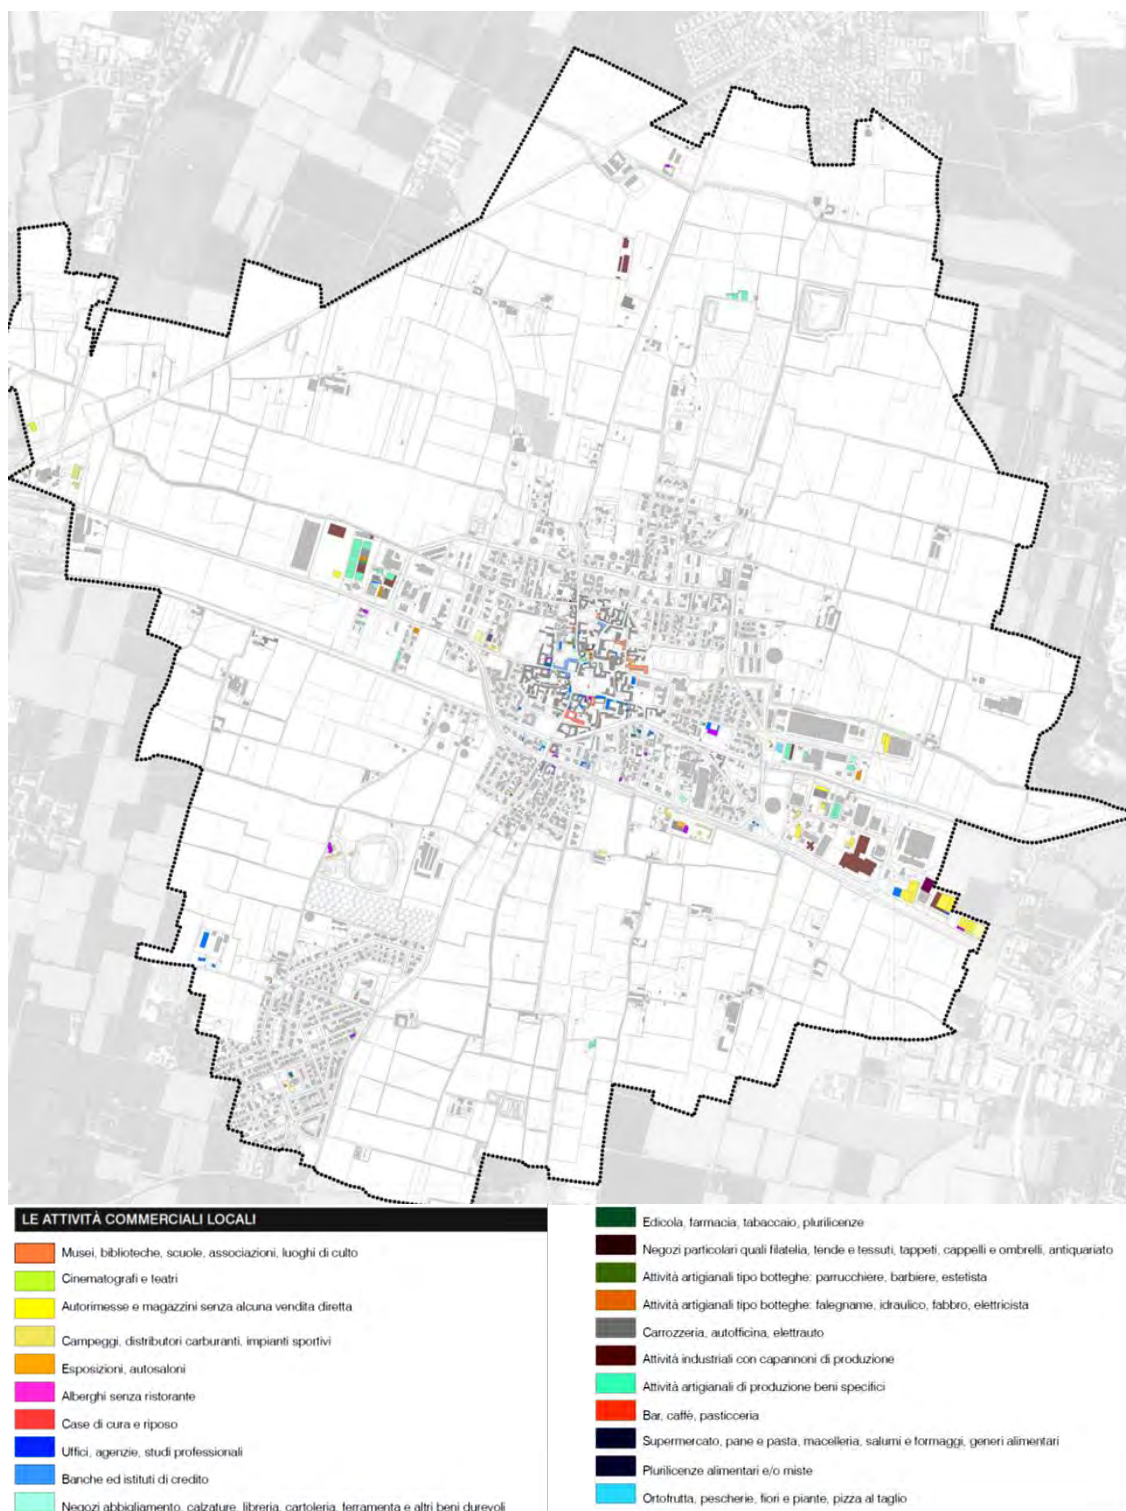 LE ATTIVITÀ COMMERCIALI LOCALI
Musei, biblioteche, scuole, associazioni, luoghi di culto
Cinematografi e teatri
Autorimesse e magazzini senza alcuna vendita diretta
Campeggi, distributori carburanti, impianti sportivi
Esposizioni, autosaloni
Alberghi senza ristorante
Case di cura e riposo
Uffici, agenzie, studi professionali
Banche ed istituti di credito
Negozi abbigliamento, calzature, libreria, cartoleria, ferramenta e altri beni durevoli
Edicola, farmacia, tabaccaio, plurilicenze
Negozi particolari quali filatelia, tende e tessuti, tappeti, cappelli e ombrelli, antiquariato
Attività artigianali tipo botteghe: parrucchiere, barbiere, estetista
Attività artigianali tipo botteghe: falegname, idraulico, fabbro, elettricista
Carrozzeria, autofficina, elettrauto
Attività industriali con capannoni di produzione
Attività artigianali di produzione beni specifici
Bar, caffè, pasticceria
Supermercato, pane e pasta, macelleria, salumi e formaggi, generi alimentari
Plurilicenze alimentari e/o miste
Ortofrutta, pescherie, fiori e piante, pizza al taglio